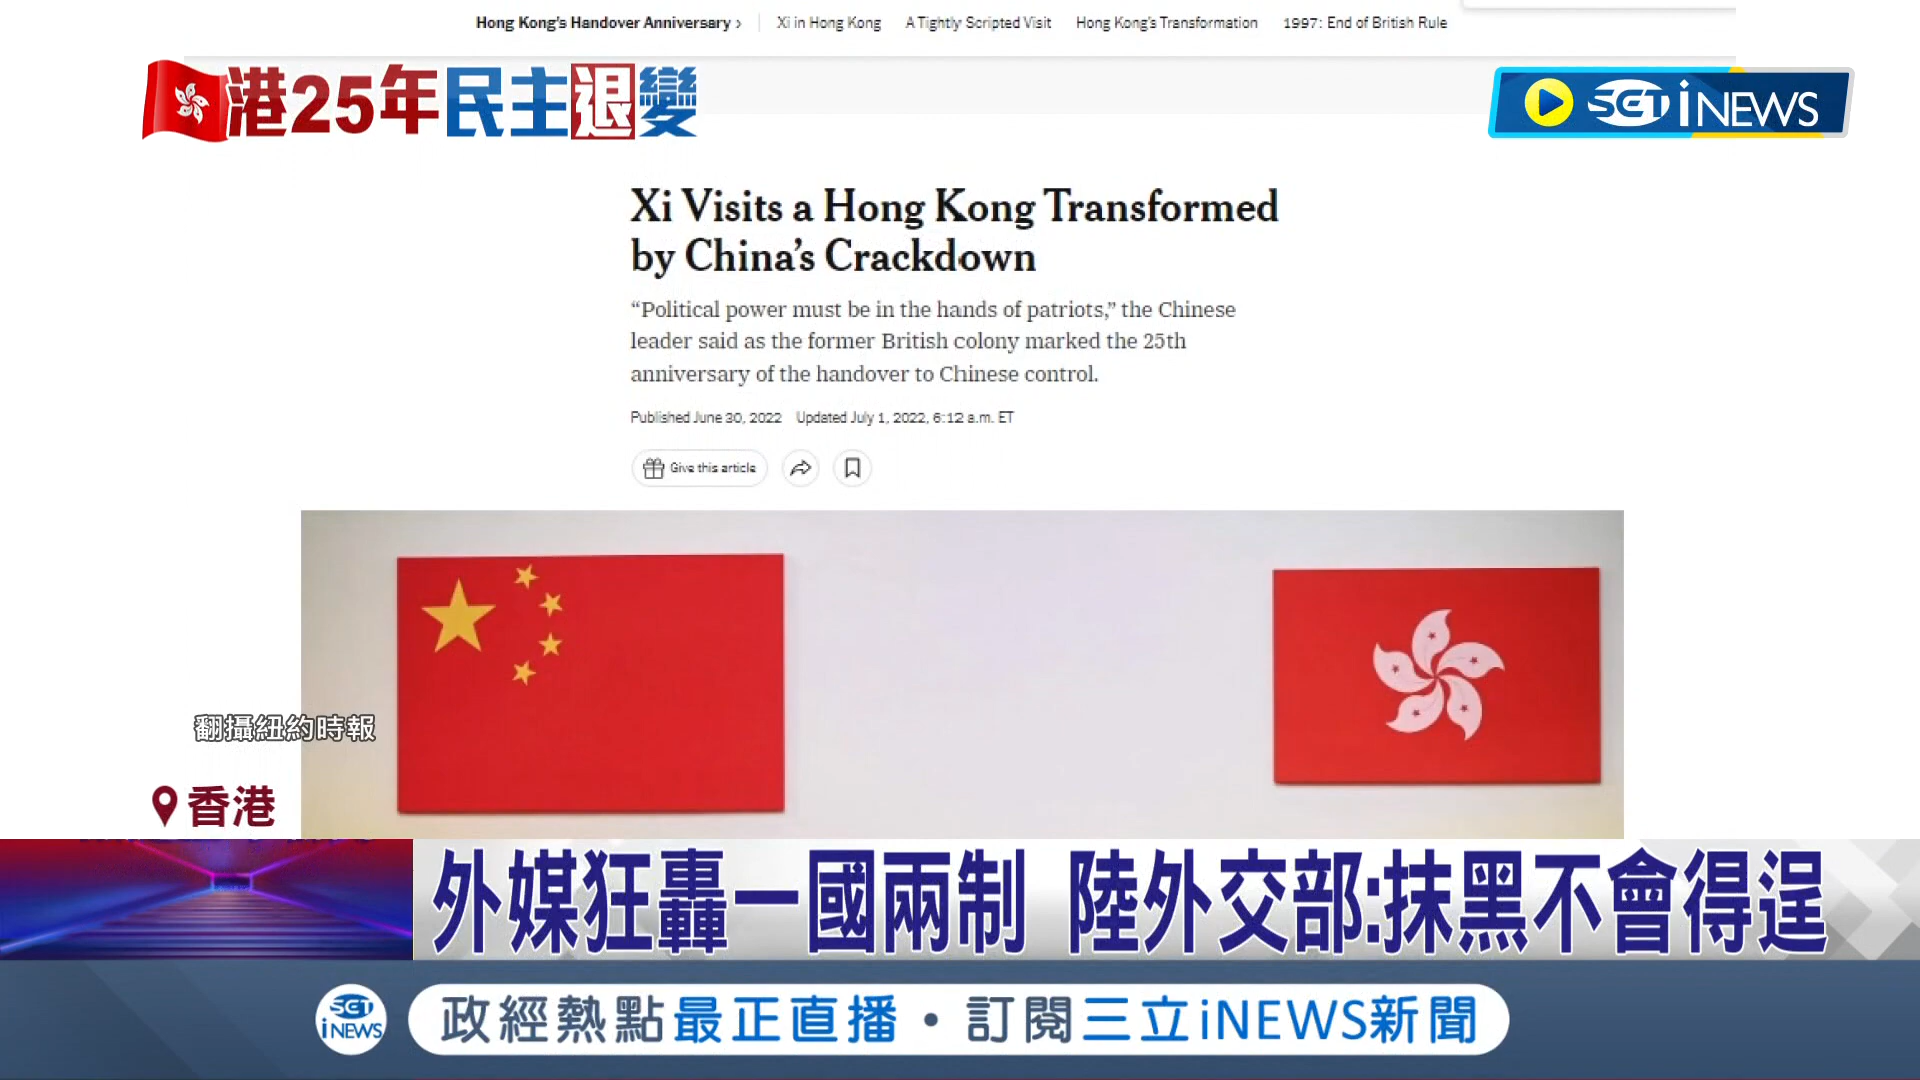 Hong Kong's Handover Anniversary › Xi in Hong Kong A Tightly Scripted Visit Hong Kong's Transformation 1997: End of British Rule
港25年民主退變
SET iNEWS
Xi Visits a Hong Kong Transformed
by China's Crackdown
“Political power must be in the hands of patriots,” the Chinese
leader said as the former British colony marked the 25th
anniversary of the handover to Chinese control.
Published June 30, 2022 Updated July 1, 2022, 6:12 a.m. ET
Give this article
翻攝紐約時報
香港
外媒狂轟一國兩制 陸外交部:抹黑不會得逞
SET iNEWS
政經熱點最正直播・訂閱三立iNEWS新聞